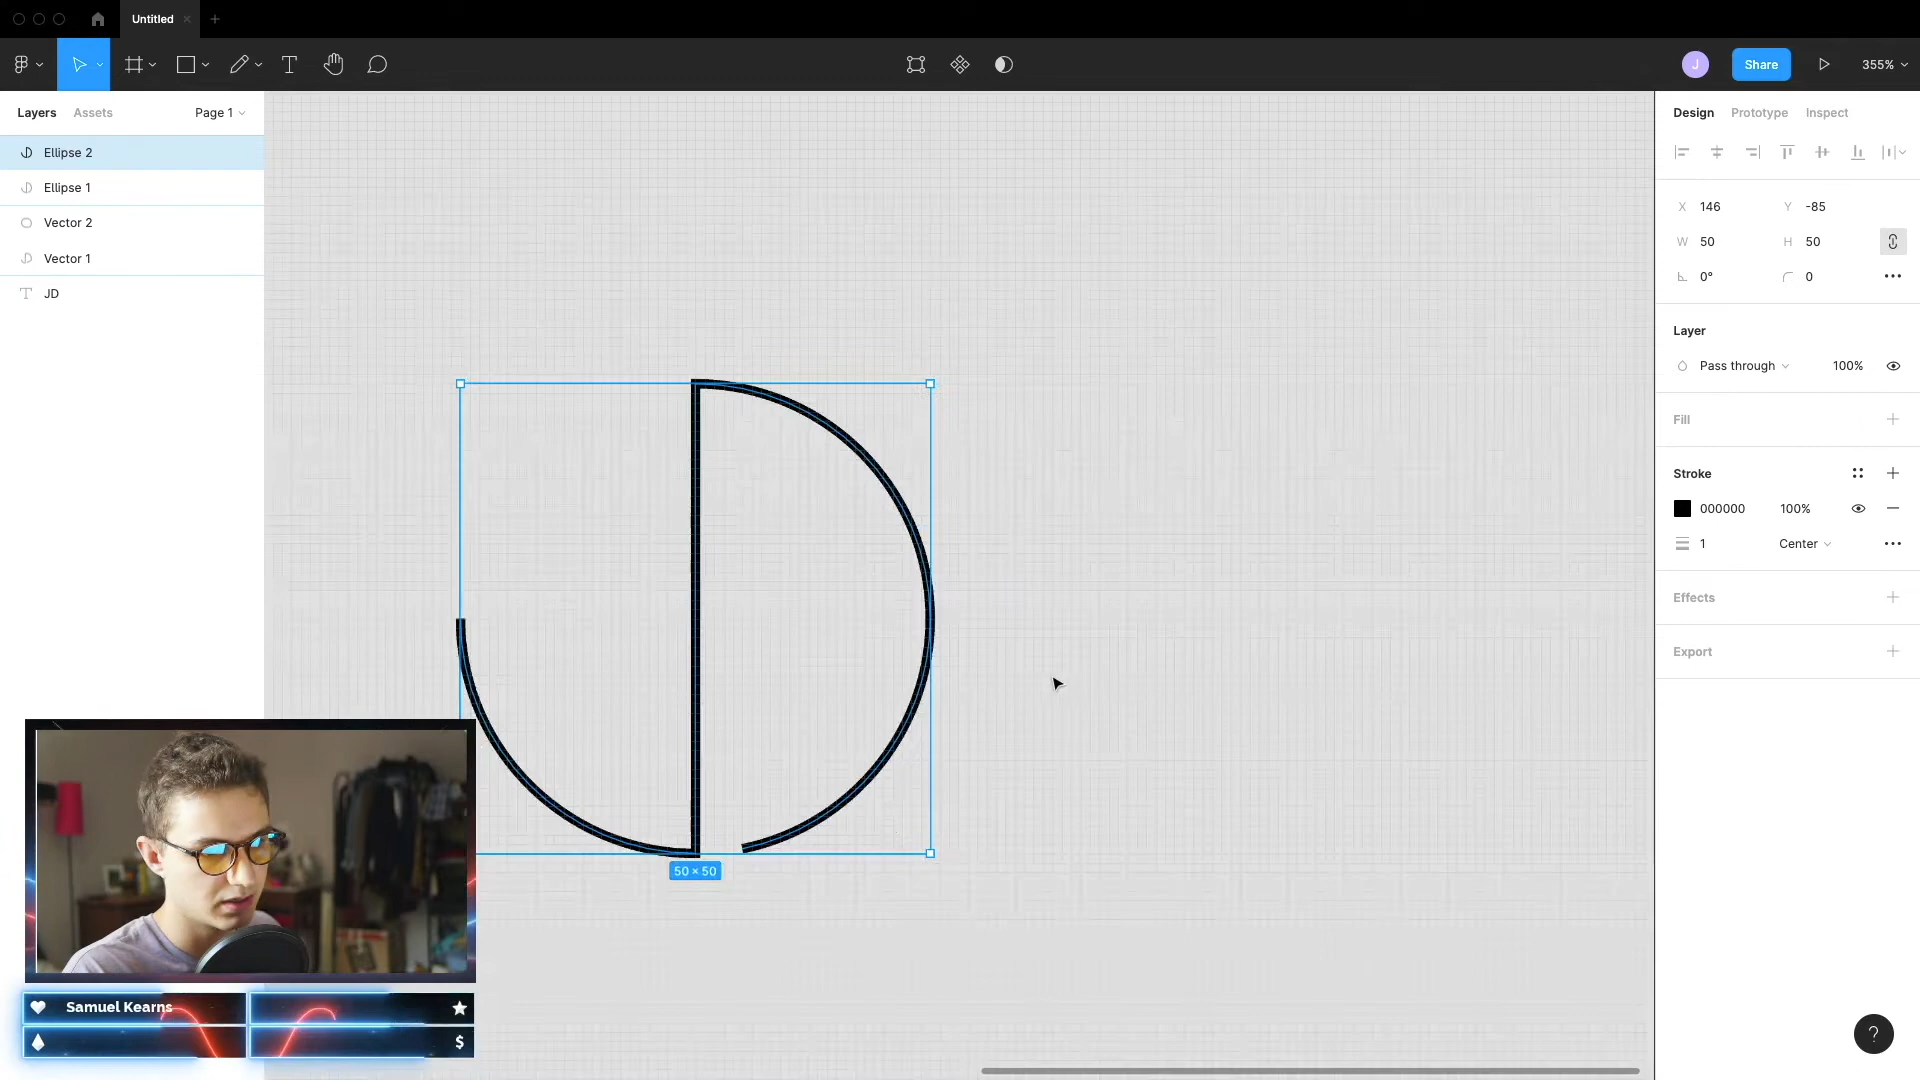 Untitled
Share
355%
Layers
Assets
Page 1
Design
Prototype
Inspect
Ellipse 2
Ellipse 1
Vector 2
Vector 1
JD
X 146
Y -85
W 50
H 50
0°
0
Layer
Pass through
100%
Fill
Stroke
000000
100%
1
Center
Effects
Export
50 × 50
J
Samuel Kearns
$
?